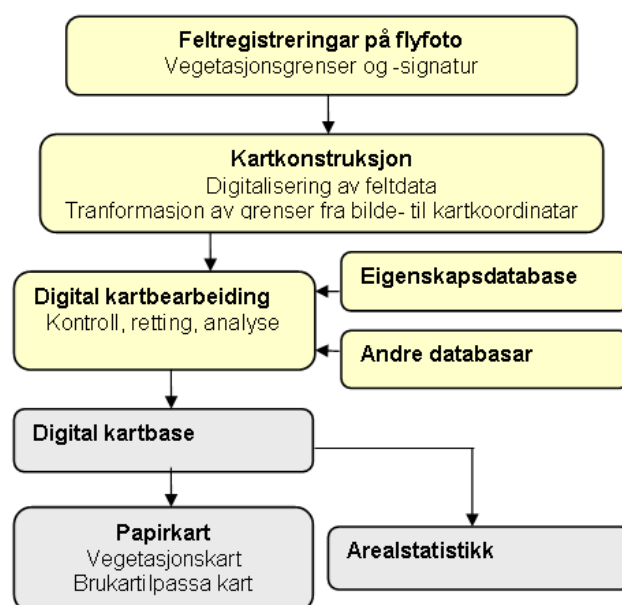 Feltregistreringar på flyfoto
Vegetasjonsgrenser og -signatur
Kartkonstruksjon
Digitalisering av feltdata
Tranformasjon av grenser fra bilde- til kartkoordinatar
Digital kartbearbeiding
Kontroll, retting, analyse
Eigenskapsdatabase
Andre databasar
Digital kartbase
Papirkart
Vegetasjonskart
Brukartilpassa kart
Arealstatistikk